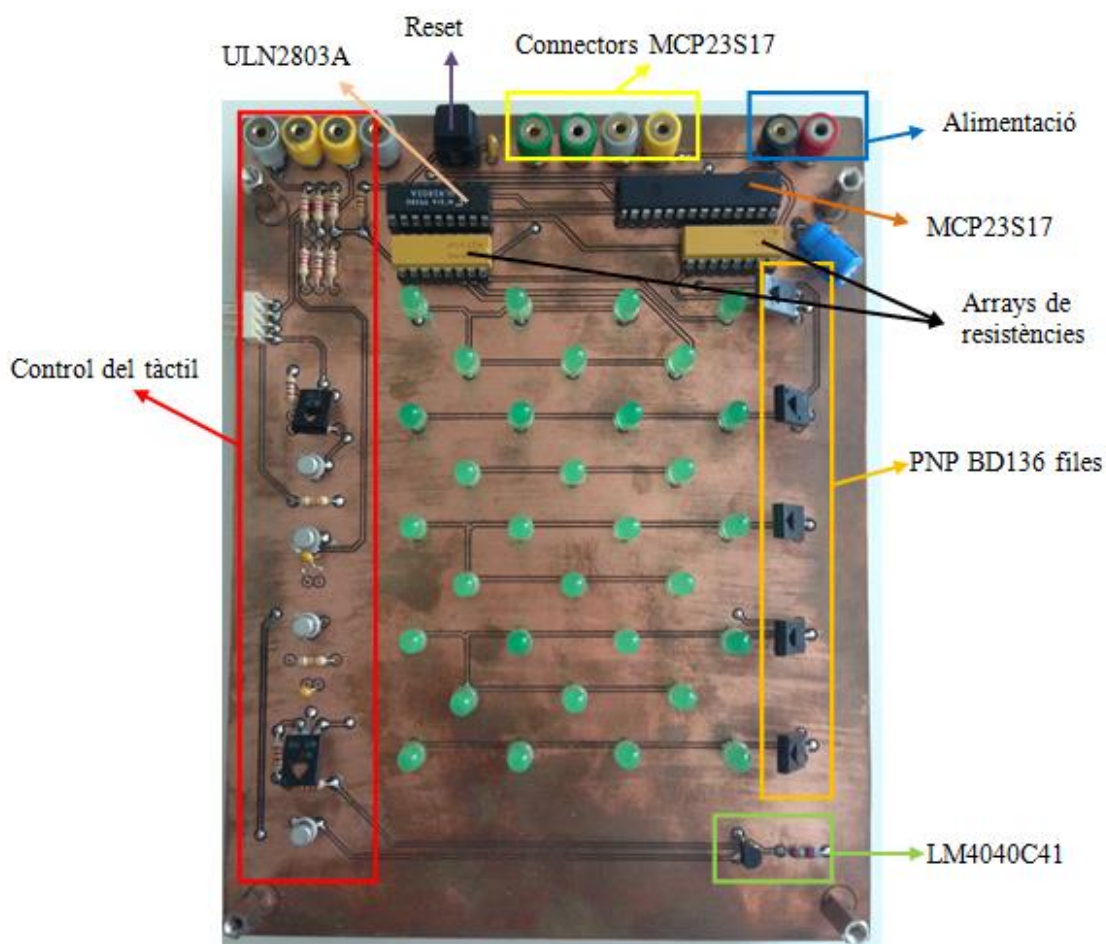 Reset
Connectors MCP23S17
ULN2803A
Alimentació
MCP23S17
Arrays de
resistències
Control del tàctil
PNP BD136 files
LM4040C41